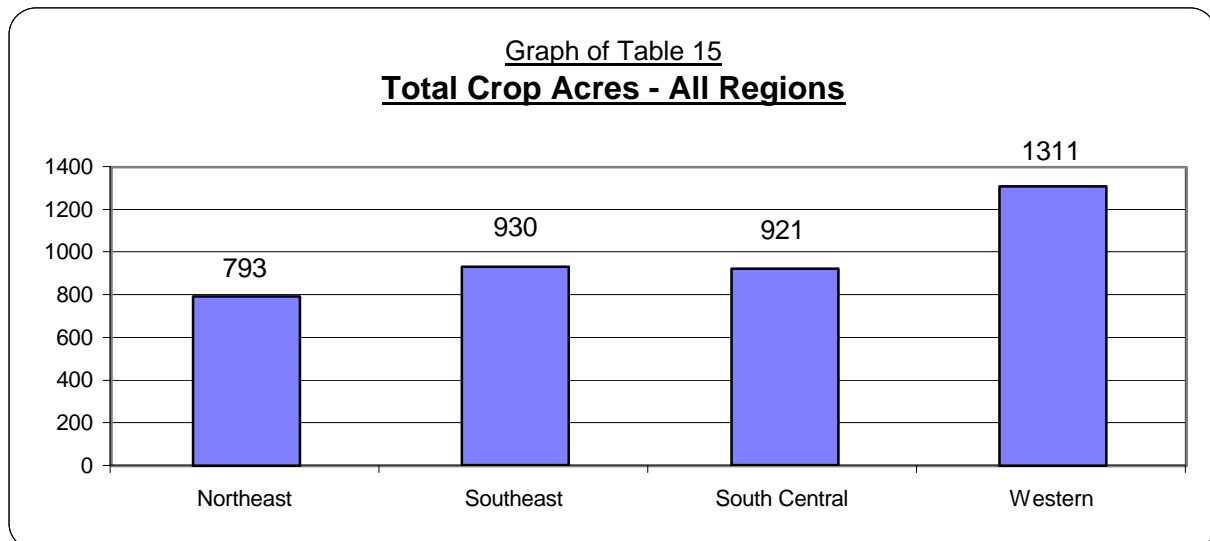 Graph of Table 15
Total Crop Acres - All Regions
1400
1200
1000
800
600
400
200
0
793
930
921
1311
Northeast
Southeast
South Central
Western